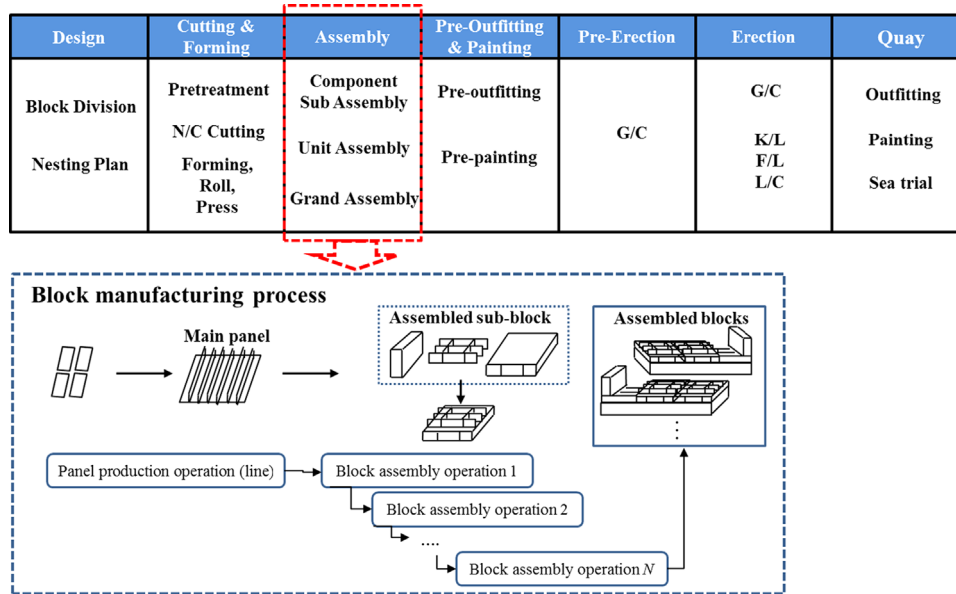 Design
Cutting &
Forming
Assembly
Pre-Outfitting
& Painting
Pre-Erection
Erection
Quay
Block Division
Nesting Plan
Pretreatment
N/C Cutting
Forming,
Roll,
Press
Component
Sub Assembly
Unit Assembly
Grand Assembly
Pre-outfitting
Pre-painting
G/C
G/C
K/L
F/L
L/C
Outfitting
Painting
Sea trial
Block manufacturing process
Main panel
Assembled sub-block
Assembled blocks
Panel production operation (line)
Block assembly operation 1
Block assembly operation 2
....
Block assembly operation N